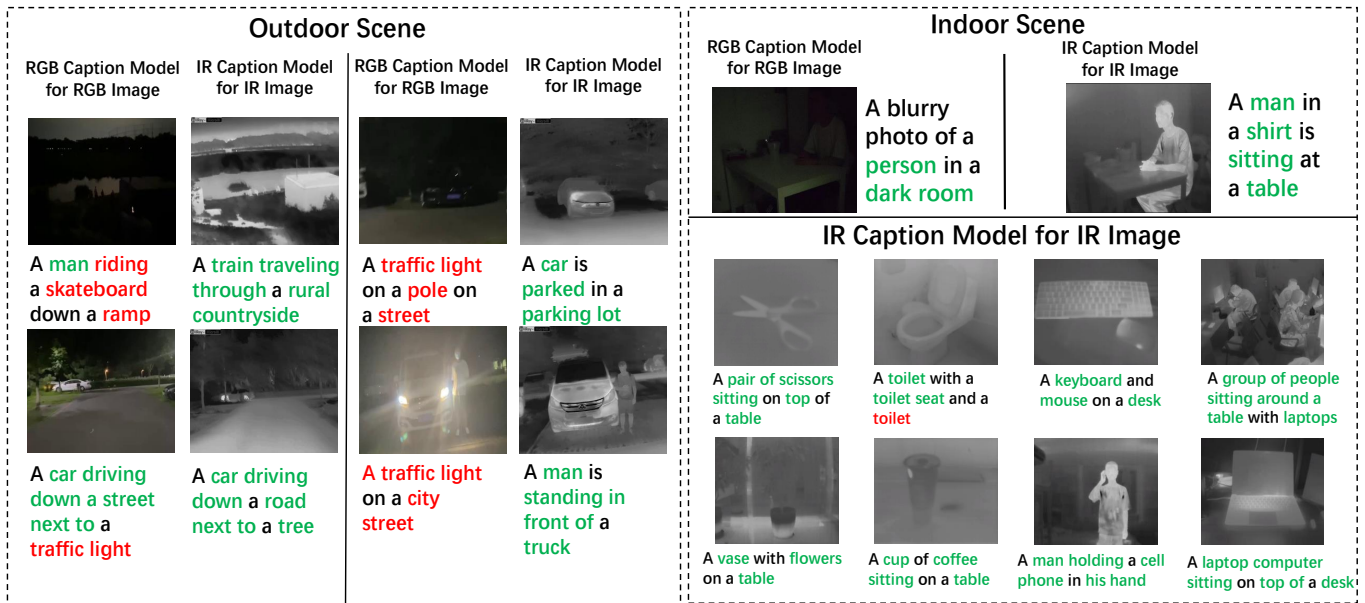 Outdoor Scene
RGB Caption Model
for RGB Image
IR Caption Model
for IR Image
RGB Caption Model
for RGB Image
IR Caption Model
for IR Image
A man riding
a skateboard
down a ramp
A train traveling
through a rural
countryside
A traffic light
on a pole on
a street
A car is
parked in a
parking lot
A car driving
down a street
next to a
traffic light
A car driving
down a road
next to a tree
A traffic light
on a city
street
A man is
standing in
front of a
truck
Indoor Scene
RGB Caption Model
for RGB Image
A blurry
photo of a
person in a
dark room
IR Caption Model
for IR Image
A man in
a shirt is
sitting at
a table
IR Caption Model for IR Image
A pair of scissors
sitting on top of
a table
A toilet with a
toilet seat and a
toilet
A keyboard and
mouse on a desk
A group of people
sitting around a
table with laptops
A vase with flowers
on a table
A cup of coffee
sitting on a table
A man holding a cell
phone in his hand
A laptop computer
sitting on top of a desk